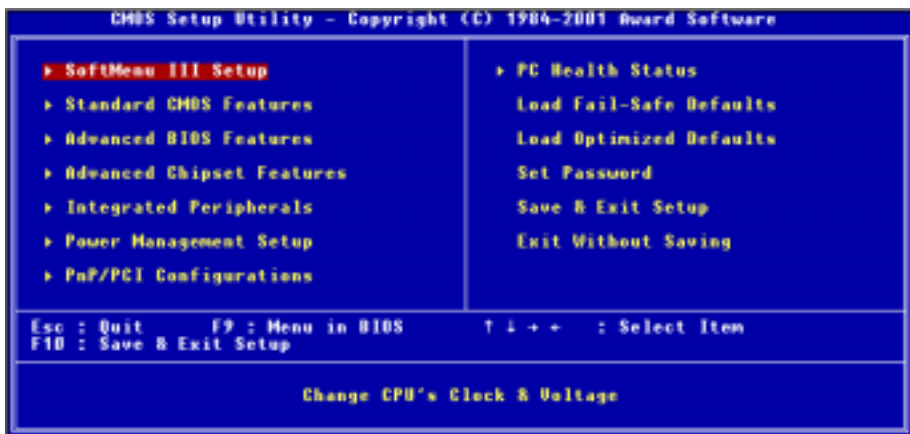 CMOS Setup Utility - Copyright (C) 1984-2001 Award Software
▸ SoftMenu III Setup
▸ Standard CMOS Features
▸ Advanced BIOS Features
▸ Advanced Chipset Features
▸ Integrated Peripherals
▸ Power Management Setup
▸ PnP/PCI Configurations
▸ PC Health Status
Load Fail-Safe Defaults
Load Optimized Defaults
Set Password
Save & Exit Setup
Exit Without Saving
Esc : Quit F9 : Menu in BIOS ↑ ↓ → ← : Select Item
F10 : Save & Exit Setup
Change CPU's Clock & Voltage